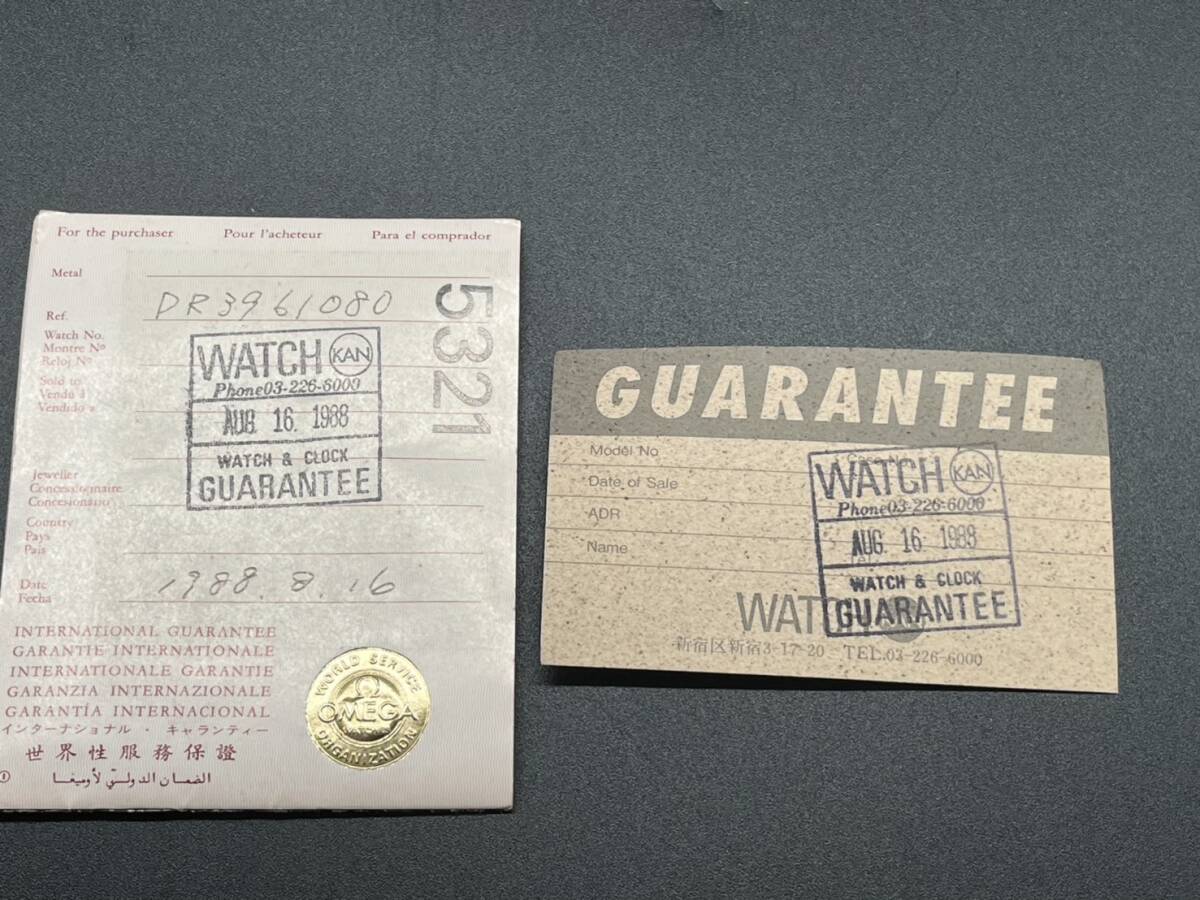 For the purchaser Pour l'acheteur Para el comprador
Metal
Ref. DR3961080
5321
Watch No.
Montre Nº
Reloj Nº
Sold to
Vendu à
Vendido a
WATCH KAN
Phone03-226-6000
AUG 16. 1988
WATCH & CLOCK
GUARANTEE
Jeweller
Concessionnaire
Concesionario
Country
Pays
País
Date
Fecha
1988.8.16
INTERNATIONAL GUARANTEE
GARANTIE INTERNATIONALE
INTERNATIONALE GARANTIE
GARANZIA INTERNAZIONALE
GARANTÍA INTERNACIONAL
インターナショナル・ギャランティー
世界性服務保證
الضمان الدولي لأوميغا
WORLD SERVICE
Ω
OMEGA
ORGANIZATION
GUARANTEE
Model No
Case No
Date of Sale
ADR
Name
WATCH KAN
Phone03-226-6000
AUG 16 1988
WATCH & CLOCK
GUARANTEE
WATC
新宿区新宿3-17-20 TEL.03-226-6000